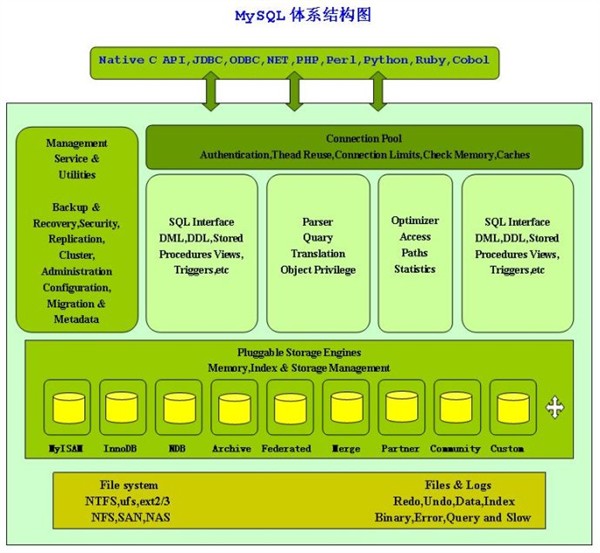 MySQL 体系结构图
Native C API,JDBC,ODBC,NET,PHP,Perl,Python,Ruby,Cobol
Management
Service &
Utilities
Backup &
Recovery,Security,
Replication,
Cluster,
Administration
Configuration,
Migration &
Metadata
Connection Pool
Authentication,Thead Reuse,Connection Limits,Check Memory,Caches
SQL Interface
DML,DDL,Stored
Procedures Views,
Triggers,etc
Parser
Quary
Translation
Object Privilege
Optimizer
Access
Paths
Statistics
SQL Interface
DML,DDL,Stored
Procedures Views,
Triggers,etc
Pluggable Storage Engines
Memory,Index & Storage Management
MyISAM InnoDB NDB Archive Federated Merge Partner Community Custom
File system
NTFS,ufs,ext2/3
NFS,SAN,NAS
Files & Logs
Redo,Undo,Data,Index
Binary,Error,Query and Slow